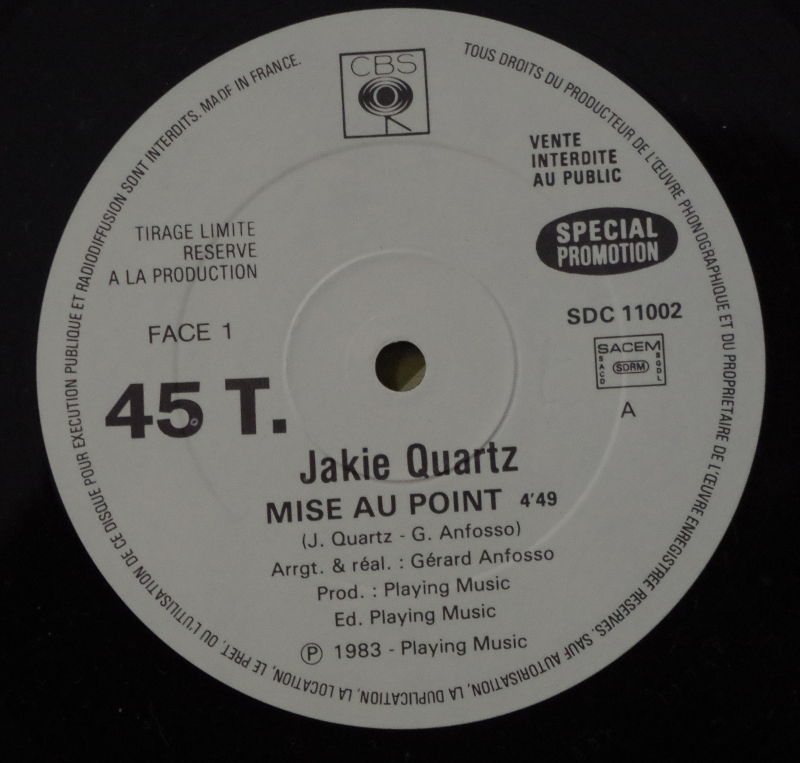 CBS
TOUS DROITS DU PRODUCTEUR DE L'ŒUVRE PHONOGRAPHIQUE ET DU PROPRIETAIRE DE L'ŒUVRE ENREGISTREE RESERVES. SAUF AUTORISATION, LA DUPLICATION, LA LOCATION, LE PRET, OU L'UTILISATION DE CE DISQUE POUR EXECUTION PUBLIQUE ET RADIODIFFUSION SONT INTERDITS. MADE IN FRANCE.
VENTE
INTERDITE
AU PUBLIC
TIRAGE LIMITE
RESERVE
A LA PRODUCTION
SPECIAL
PROMOTION
SDC 11002
FACE 1
SACEM
SACD
SDRM
SGDL
45 T.
A
Jakie Quartz
MISE AU POINT 4'49
(J. Quartz - G. Anfosso)
Arrgt. & réal. : Gérard Anfosso
Prod. : Playing Music
Ed. Playing Music
Ⓟ 1983 - Playing Music